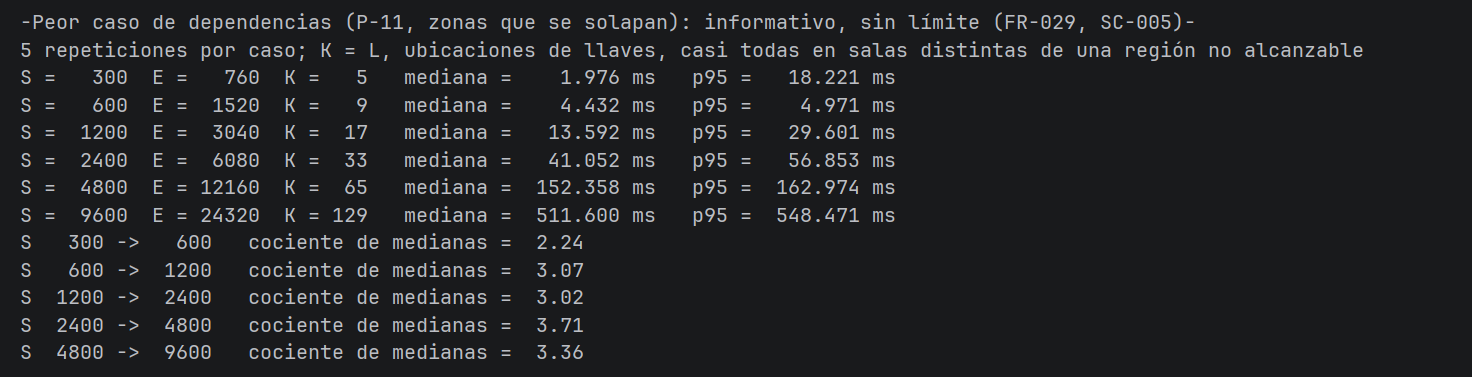 -Peor caso de dependencias (P-11, zonas que se solapan): informativo, sin límite (FR-029, SC-005)-
5 repeticiones por caso; K = L, ubicaciones de llaves, casi todas en salas distintas de una región no alcanzable
S =   300  E =   760  K =   5   mediana =    1.976 ms   p95 =   18.221 ms
S =   600  E =  1520  K =   9   mediana =    4.432 ms   p95 =    4.971 ms
S =  1200  E =  3040  K =  17   mediana =   13.592 ms   p95 =   29.601 ms
S =  2400  E =  6080  K =  33   mediana =   41.052 ms   p95 =   56.853 ms
S =  4800  E = 12160  K =  65   mediana =  152.358 ms   p95 =  162.974 ms
S =  9600  E = 24320  K = 129   mediana =  511.600 ms   p95 =  548.471 ms
S   300 ->   600   cociente de medianas =  2.24
S   600 ->  1200   cociente de medianas =  3.07
S  1200 ->  2400   cociente de medianas =  3.02
S  2400 ->  4800   cociente de medianas =  3.71
S  4800 ->  9600   cociente de medianas =  3.36